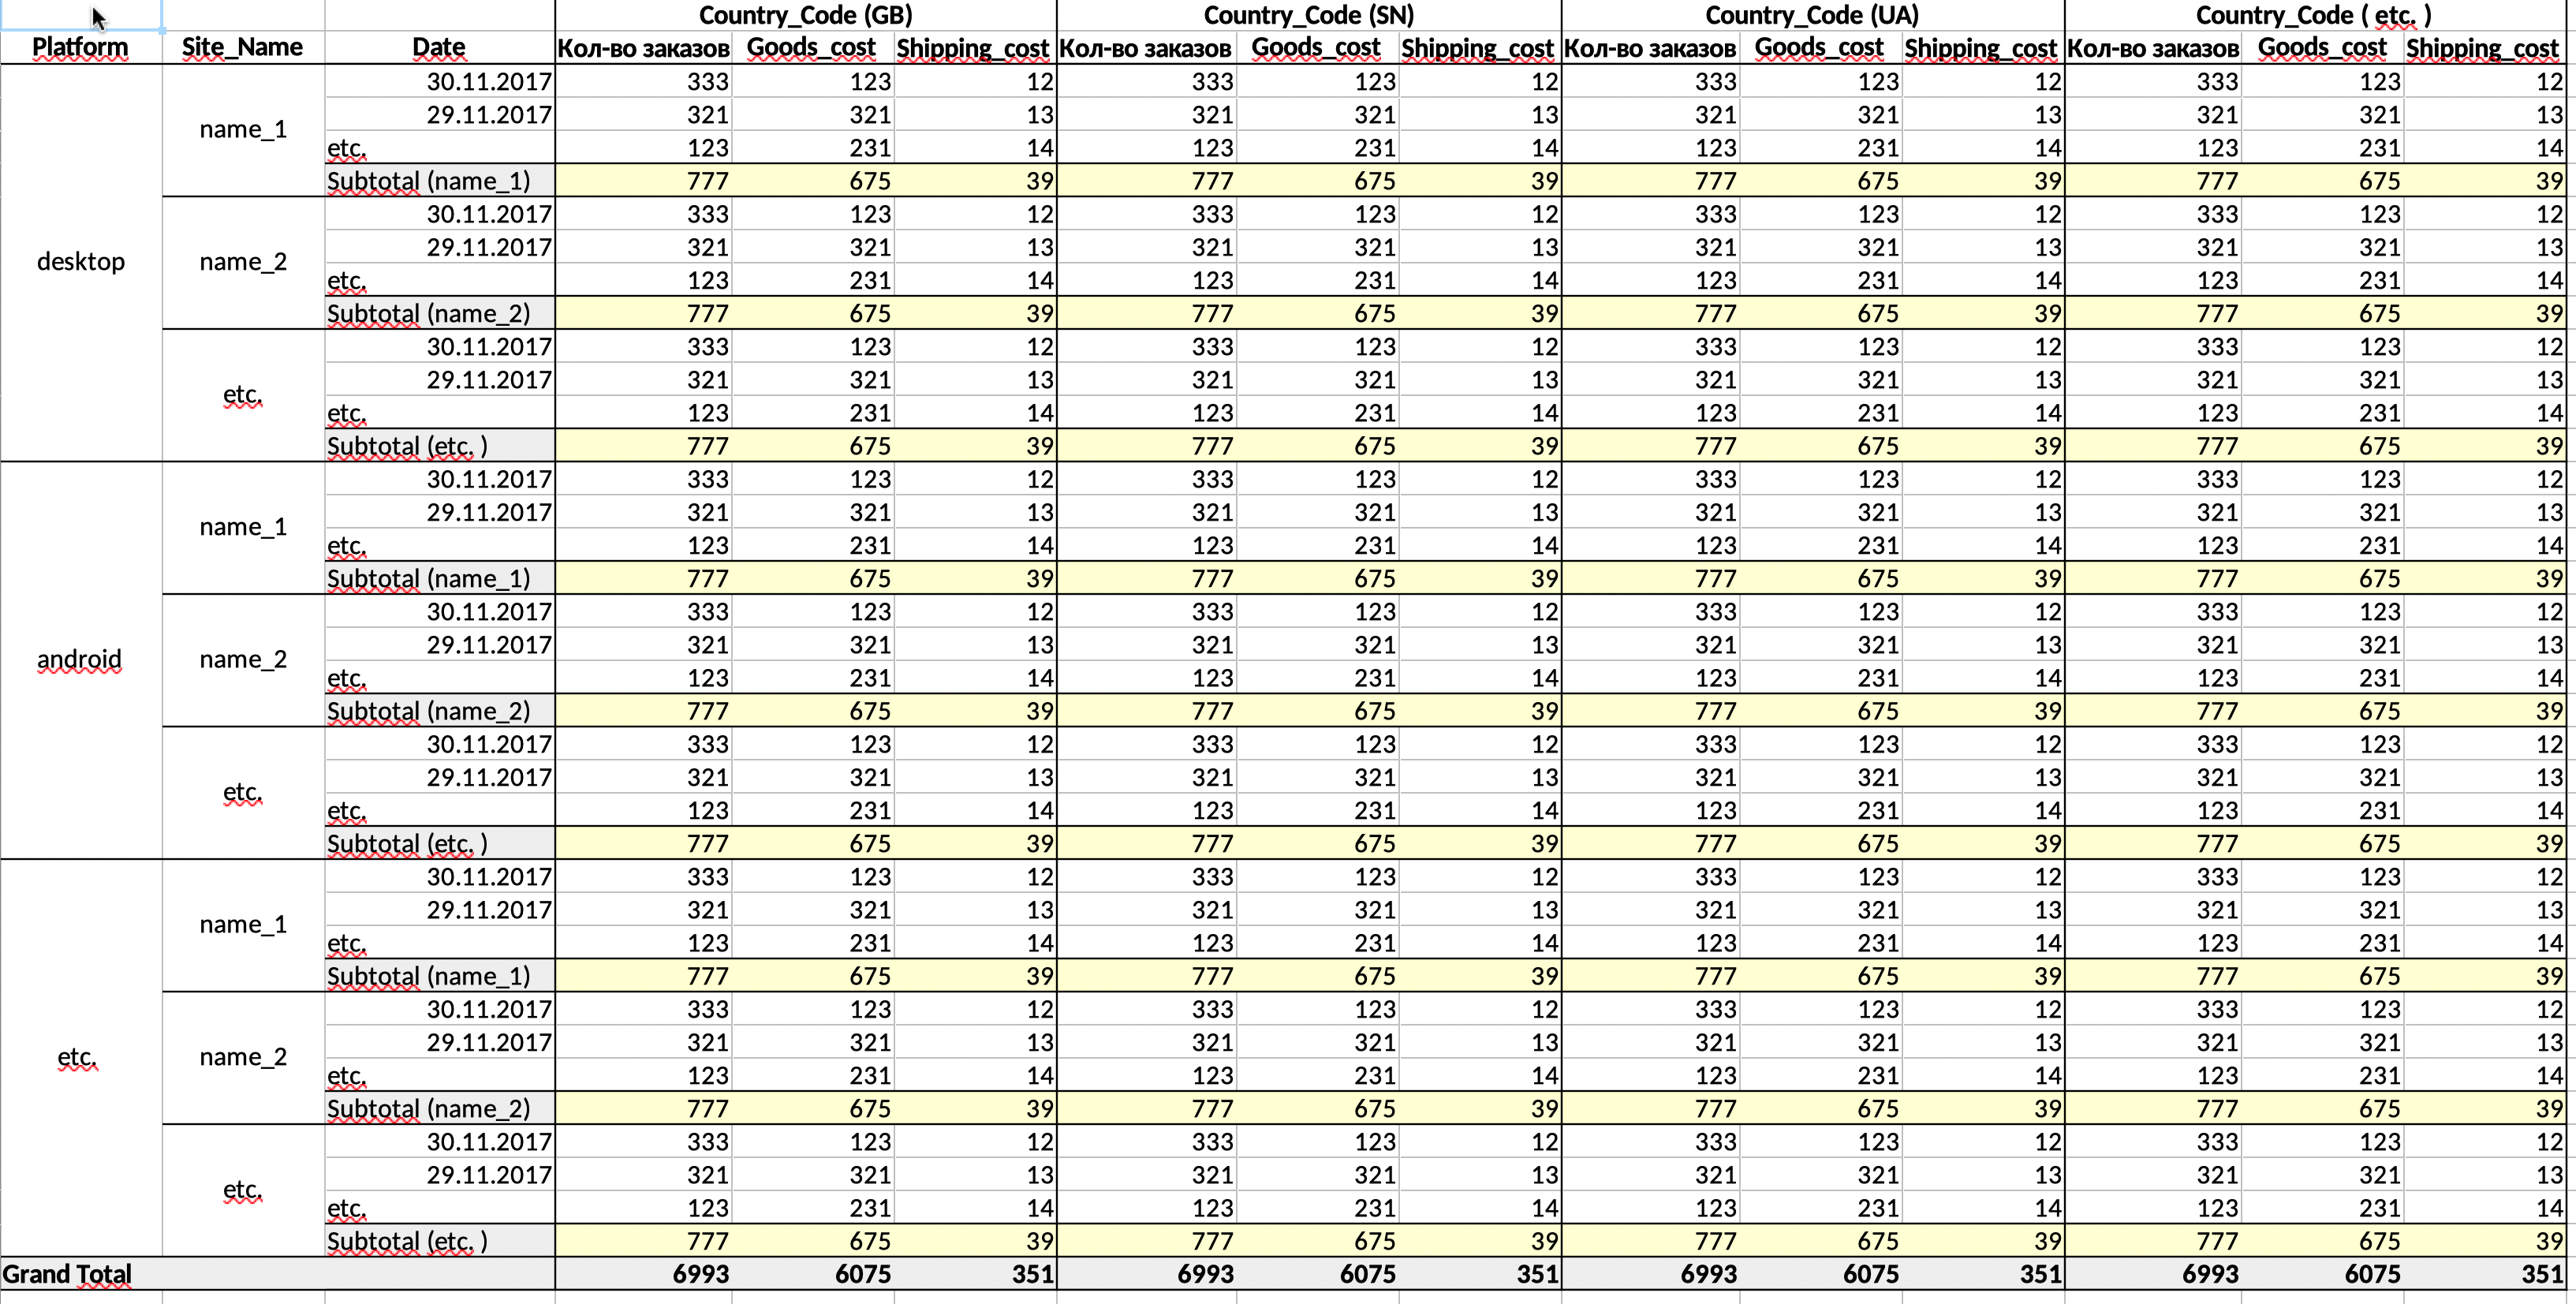 Country_Code (GB) Country_Code (SN) Country_Code (UA) Country_Code ( etc. )
Platform Site_Name Date Кол-во заказов Goods_cost Shipping_cost Кол-во заказов Goods_cost Shipping_cost Кол-во заказов Goods_cost Shipping_cost Кол-во заказов Goods_cost Shipping_cost
30.11.2017 333 123 12 333 123 12 333 123 12 333 123 12
name_1 29.11.2017 321 321 13 321 321 13 321 321 13 321 321 13
etc. 123 231 14 123 231 14 123 231 14 123 231 14
Subtotal (name_1) 777 675 39 777 675 39 777 675 39 777 675 39
30.11.2017 333 123 12 333 123 12 333 123 12 333 123 12
desktop name_2 29.11.2017 321 321 13 321 321 13 321 321 13 321 321 13
etc. 123 231 14 123 231 14 123 231 14 123 231 14
Subtotal (name_2) 777 675 39 777 675 39 777 675 39 777 675 39
30.11.2017 333 123 12 333 123 12 333 123 12 333 123 12
etc. 29.11.2017 321 321 13 321 321 13 321 321 13 321 321 13
etc. 123 231 14 123 231 14 123 231 14 123 231 14
Subtotal (etc. ) 777 675 39 777 675 39 777 675 39 777 675 39
30.11.2017 333 123 12 333 123 12 333 123 12 333 123 12
name_1 29.11.2017 321 321 13 321 321 13 321 321 13 321 321 13
etc. 123 231 14 123 231 14 123 231 14 123 231 14
Subtotal (name_1) 777 675 39 777 675 39 777 675 39 777 675 39
30.11.2017 333 123 12 333 123 12 333 123 12 333 123 12
android name_2 29.11.2017 321 321 13 321 321 13 321 321 13 321 321 13
etc. 123 231 14 123 231 14 123 231 14 123 231 14
Subtotal (name_2) 777 675 39 777 675 39 777 675 39 777 675 39
30.11.2017 333 123 12 333 123 12 333 123 12 333 123 12
etc. 29.11.2017 321 321 13 321 321 13 321 321 13 321 321 13
etc. 123 231 14 123 231 14 123 231 14 123 231 14
Subtotal (etc. ) 777 675 39 777 675 39 777 675 39 777 675 39
30.11.2017 333 123 12 333 123 12 333 123 12 333 123 12
name_1 29.11.2017 321 321 13 321 321 13 321 321 13 321 321 13
etc. 123 231 14 123 231 14 123 231 14 123 231 14
Subtotal (name_1) 777 675 39 777 675 39 777 675 39 777 675 39
30.11.2017 333 123 12 333 123 12 333 123 12 333 123 12
etc. name_2 29.11.2017 321 321 13 321 321 13 321 321 13 321 321 13
etc. 123 231 14 123 231 14 123 231 14 123 231 14
Subtotal (name_2) 777 675 39 777 675 39 777 675 39 777 675 39
30.11.2017 333 123 12 333 123 12 333 123 12 333 123 12
etc. 29.11.2017 321 321 13 321 321 13 321 321 13 321 321 13
etc. 123 231 14 123 231 14 123 231 14 123 231 14
Subtotal (etc. ) 777 675 39 777 675 39 777 675 39 777 675 39
Grand Total 6993 6075 351 6993 6075 351 6993 6075 351 6993 6075 351